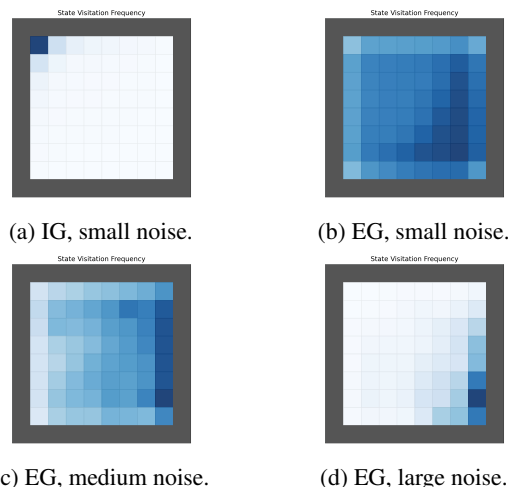 State Visitation Frequency
State Visitation Frequency
(a) IG, small noise.
(b) EG, small noise.
State Visitation Frequency
State Visitation Frequency
c) EG, medium noise.
(d) EG, large noise.